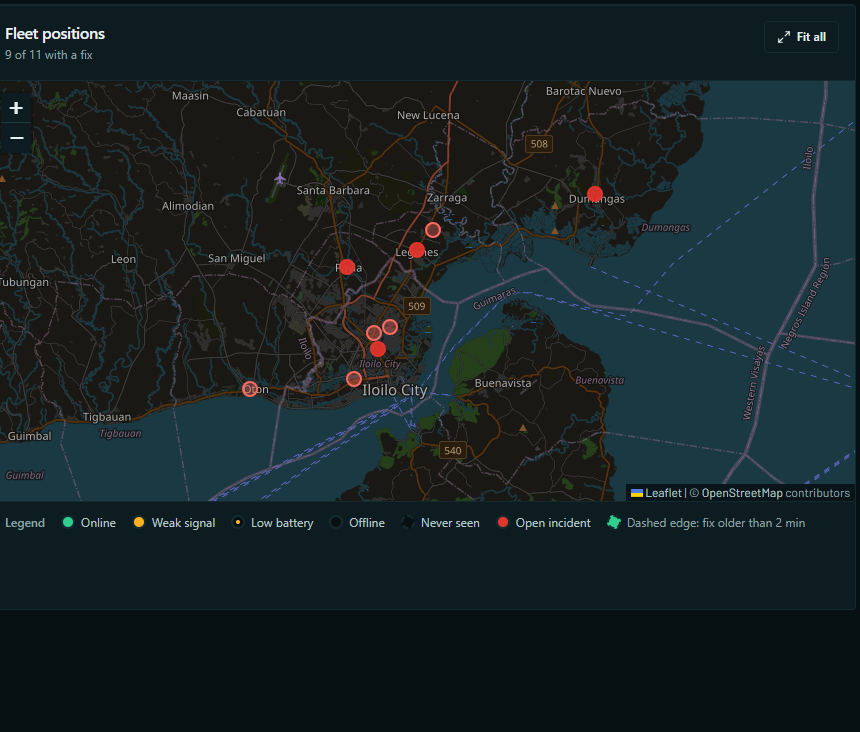 Fleet positions
9 of 11 with a fix
Fit all
+
−
Maasin
Cabatuan
New Lucena
Barotac Nuevo
508
Iloilo
Santa Barbara
Zarraga
Dumangas
Alimodian
Dumangas
Leon
San Miguel
Leganes
Pavia
Tubungan
Guimaras
509
Negros Island Region
Iloilo
Iloilo City
Western Visayas
Oton
Iloilo City
Buenavista
Buenavista
Tigbauan
Tigbauan
Guimbal
540
Guimbal
Leaflet | © OpenStreetMap contributors
Legend
Online
Weak signal
Low battery
Offline
Never seen
Open incident
Dashed edge: fix older than 2 min